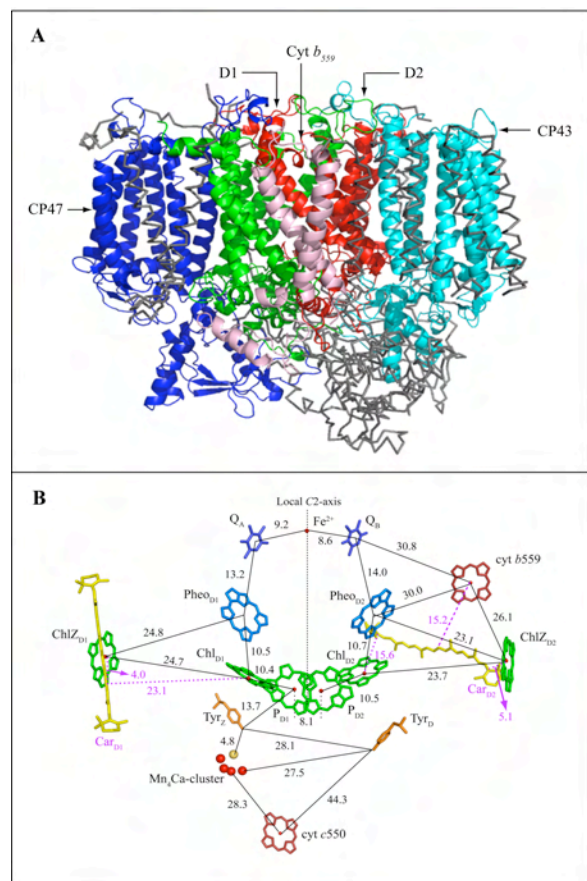 A
Cyt b559
D1
D2
CP43
CP47
B
Local C2-axis
QA
9.2
Fe2+
QB
8.6
30.8
cyt b559
13.2
14.0
PheoD1
PheoD2
30.0
15.2
26.1
ChlZD1
24.8
10.5
10.7
15.6
23.1
ChlZD2
ChlD1
ChlD2
24.7
10.4
4.0
23.1
10.5
23.7
CarD2
13.7
PD1
8.1
PD2
5.1
CarD1
TyrZ
TyrD
4.8
28.1
27.5
Mn4Ca-cluster
28.3
44.3
cyt c550